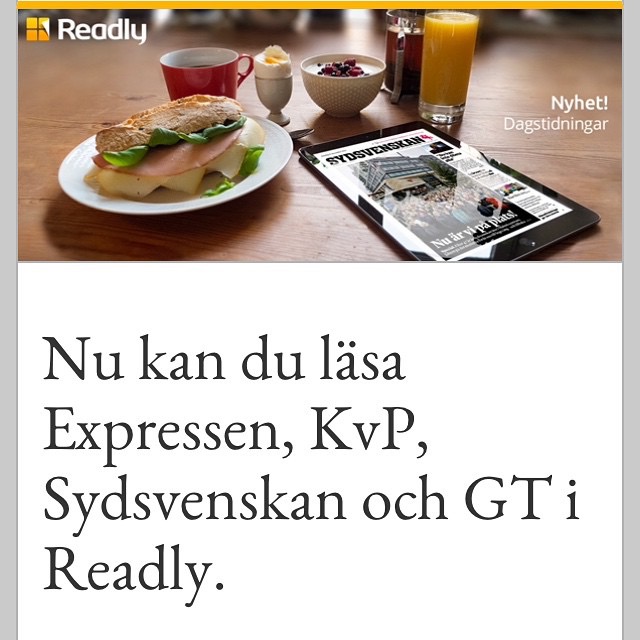 Readly
Nyhet!
Dagstidningar
SYDSVENSKAN
Nu är vi på plats!
Nu kan du läsa
Expressen, KvP,
Sydsvenskan och GT i
Readly.